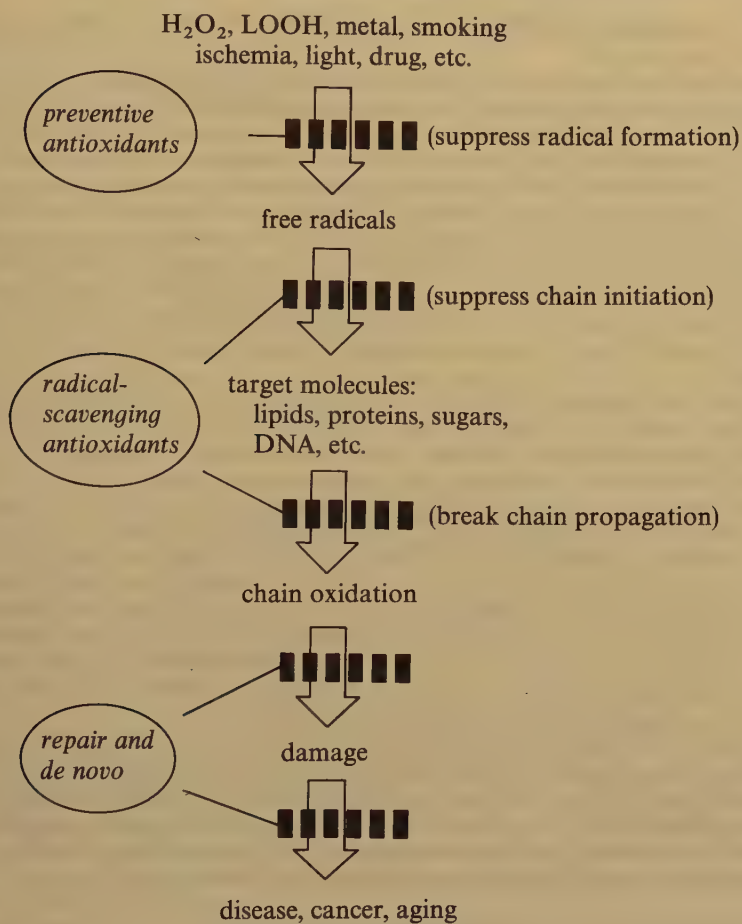 H₂O₂, LOOH, metal, smoking
ischemia, light, drug, etc.
preventive
antioxidants
(suppress radical formation)
free radicals
(suppress chain initiation)
radical-
scavenging
antioxidants
target molecules:
lipids, proteins, sugars,
DNA, etc.
(break chain propagation)
chain oxidation
repair and
de novo
damage
disease, cancer, aging